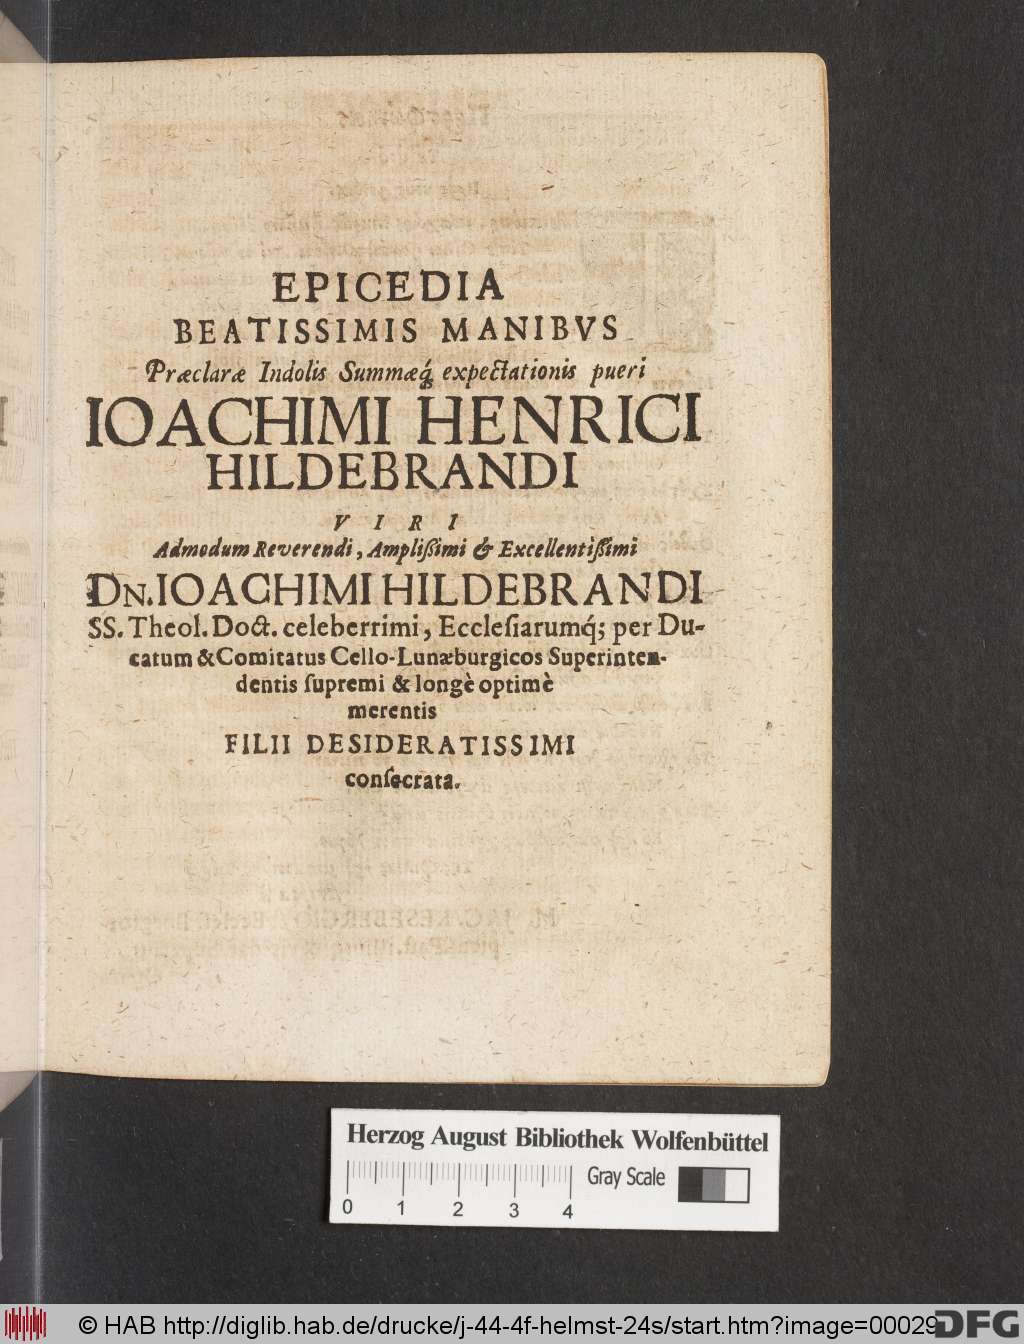 EPICEDIA
BEATISSIMIS MANIBVS
Præclaræ Indolis Summæq́; expectationis pueri
IOACHIMI HENRICI
HILDEBRANDI
VIRI
Admodum Reverendi, Amplißimi & Excellentißimi
DN. IOACHIMI HILDEBRANDI
SS. Theol. Doct. celeberrimi, Eccleſiarumq́; per Du-
catum & Comitatus Cello-Lunæburgicos Superinten-
dentis ſupremi & longè optimè
merentis
FILII DESIDERATISSIMI
conſecrata.
Herzog August Bibliothek Wolfenbüttel
Gray Scale
0 1 2 3 4
© HAB http://diglib.hab.de/drucke/j-44-4f-helmst-24s/start.htm?image=00029
DFG